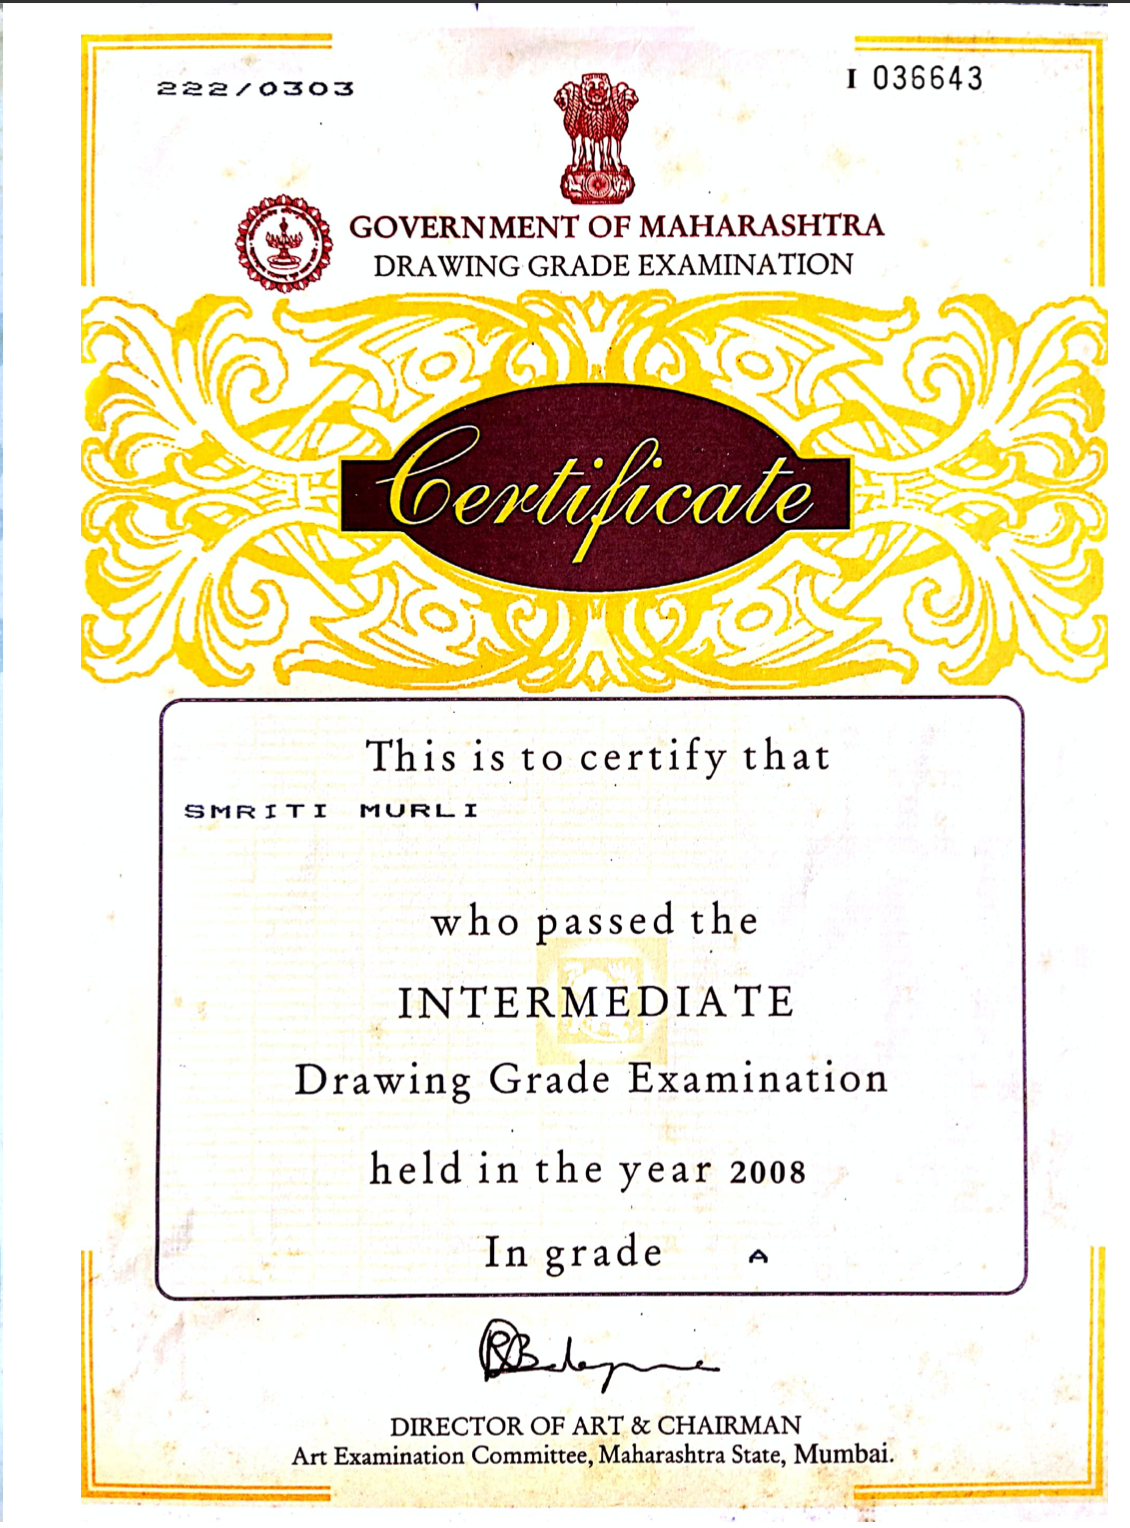 222/0303
I 036643
GOVERNMENT OF MAHARASHTRA
DRAWING GRADE EXAMINATION
Certificate
This is to certify that
SMRITI MURLI
who passed the
INTERMEDIATE
Drawing Grade Examination
held in the year 2008
In grade A
DIRECTOR OF ART & CHAIRMAN
Art Examination Committee, Maharashtra State, Mumbai.